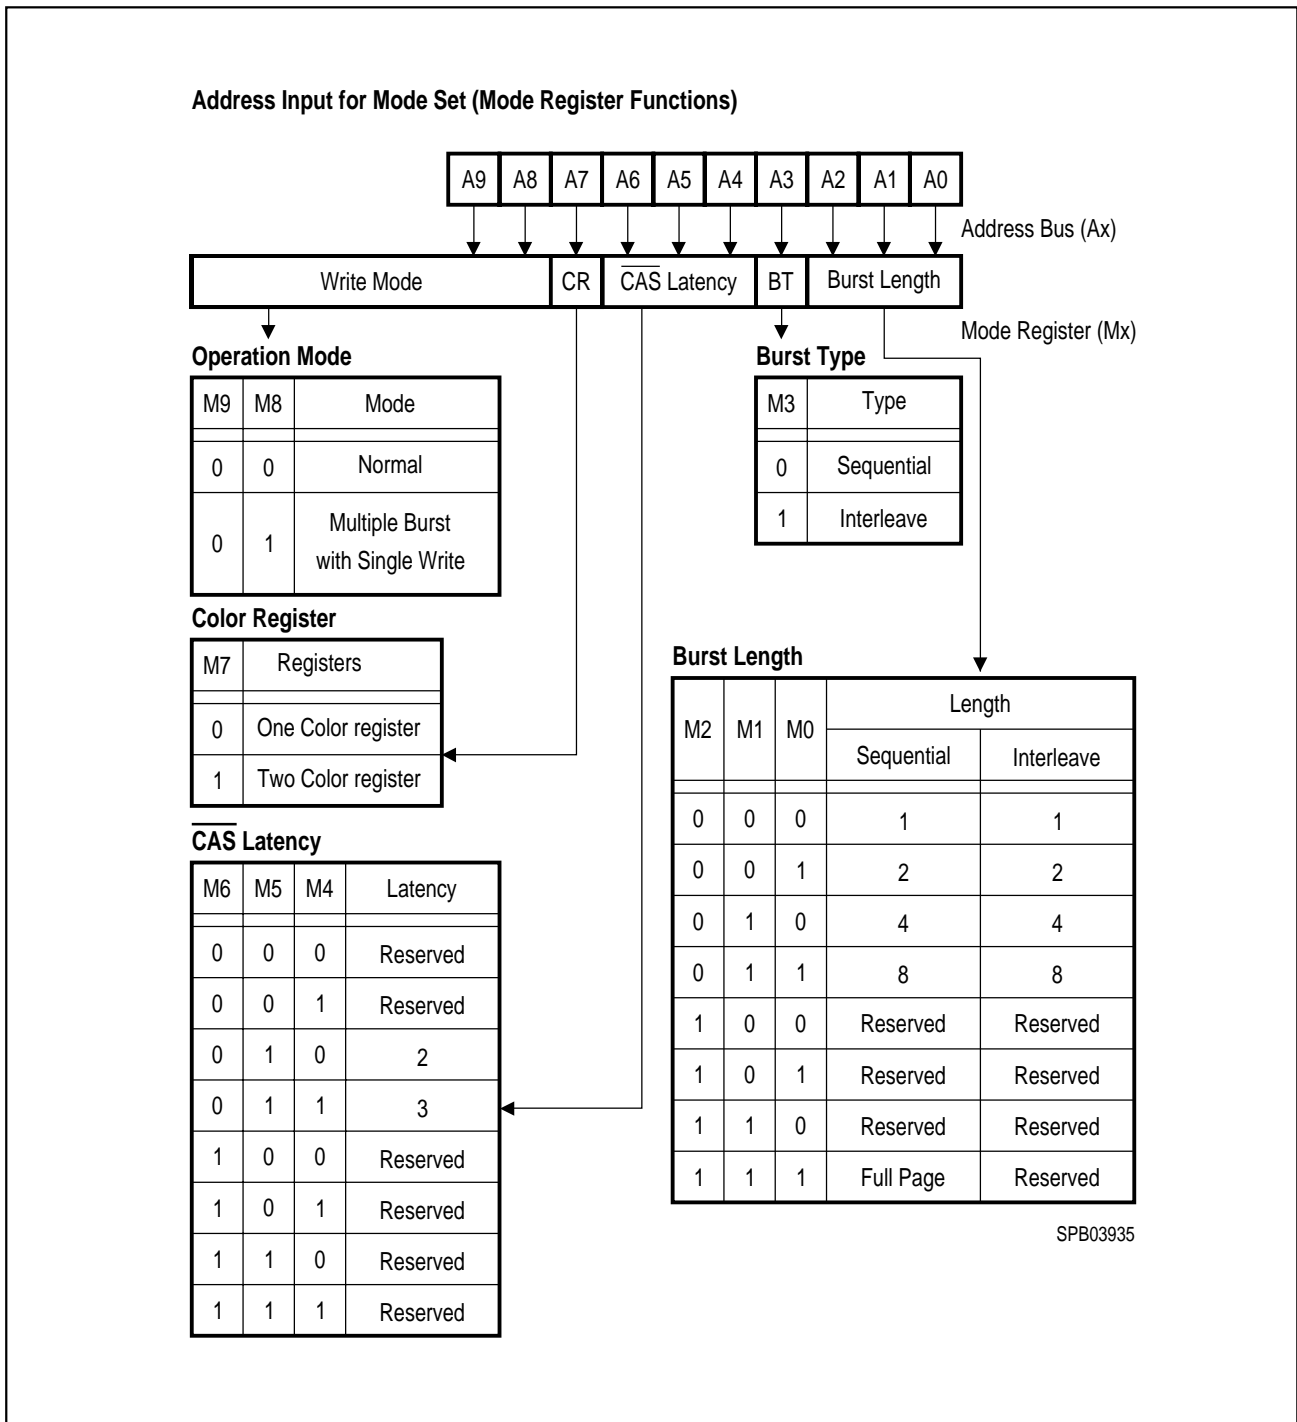 Address Input for Mode Set (Mode Register Functions)
A9 A8 A7 A6 A5 A4 A3 A2 A1 A0
Address Bus (Ax)
Write Mode CR C̅A̅S̅ Latency BT Burst Length
Mode Register (Mx)
Operation Mode
M9 M8 Mode
0 0 Normal
0 1 Multiple Burst
with Single Write
Burst Type
M3 Type
0 Sequential
1 Interleave
Color Register
M7 Registers
0 One Color register
1 Two Color register
C̅A̅S̅ Latency
M6 M5 M4 Latency
0 0 0 Reserved
0 0 1 Reserved
0 1 0 2
0 1 1 3
1 0 0 Reserved
1 0 1 Reserved
1 1 0 Reserved
1 1 1 Reserved
Burst Length
M2 M1 M0 Length
Sequential Interleave
0 0 0 1 1
0 0 1 2 2
0 1 0 4 4
0 1 1 8 8
1 0 0 Reserved Reserved
1 0 1 Reserved Reserved
1 1 0 Reserved Reserved
1 1 1 Full Page Reserved
SPB03935